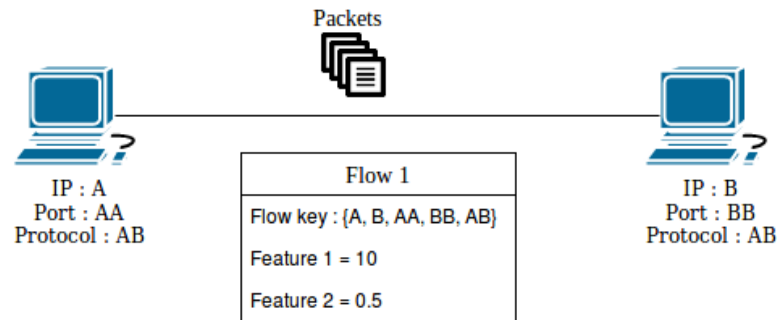 Packets
IP : A
Port : AA
Protocol : AB
Flow 1
Flow key : {A, B, AA, BB, AB}
Feature 1 = 10
Feature 2 = 0.5
IP : B
Port : BB
Protocol : AB